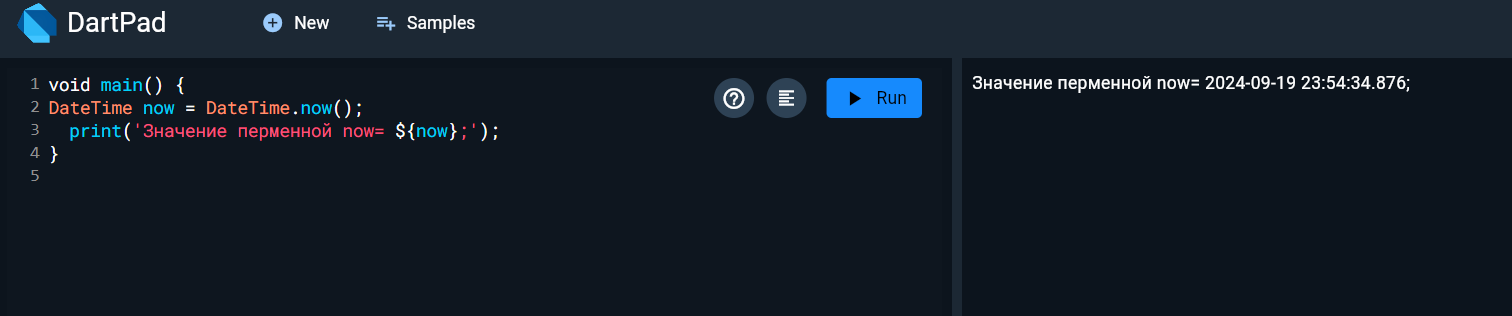 DartPad
New
Samples
1 void main() {
2 DateTime now = DateTime.now();
3 print('Значение перменной now= ${now};');
4 }
5
Run
Значение перменной now= 2024-09-19 23:54:34.876;